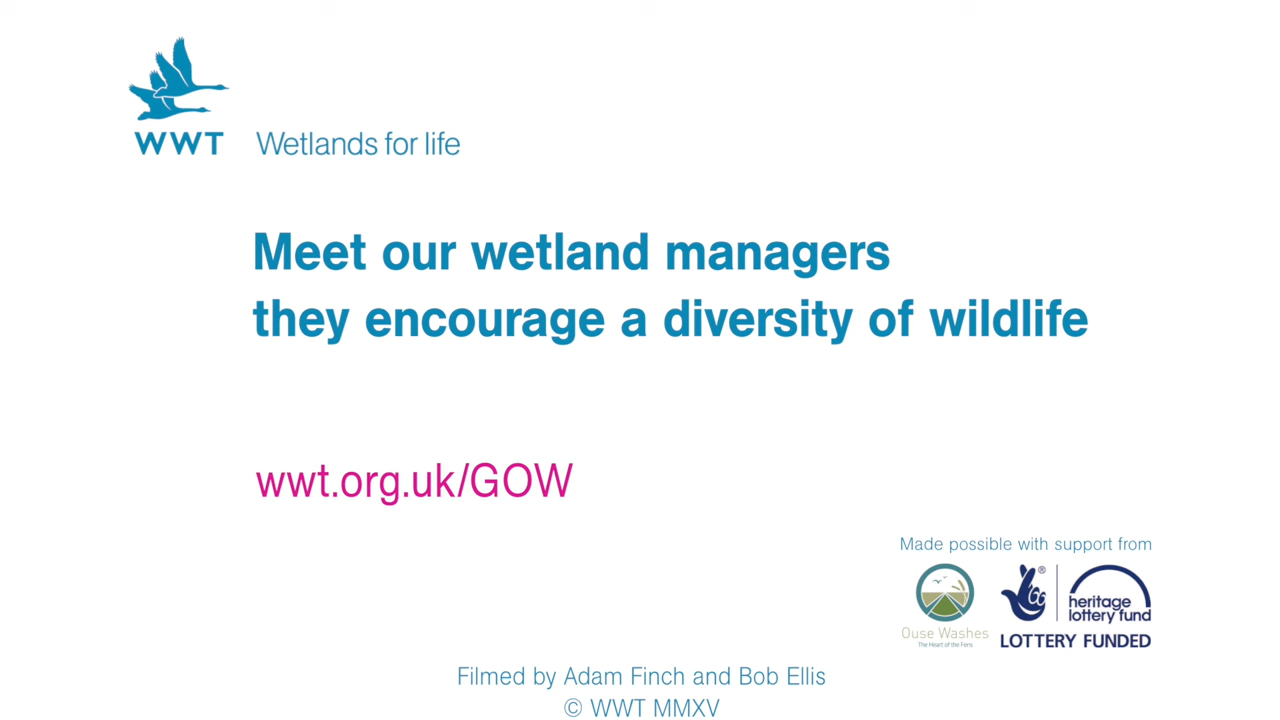 WWT Wetlands for life
Meet our wetland managers
they encourage a diversity of wildlife
wwt.org.uk/GOW
Made possible with support from
Ouse Washes
The Heart of the Fens
®
heritage
lottery fund
LOTTERY FUNDED
Filmed by Adam Finch and Bob Ellis
© WWT MMXV